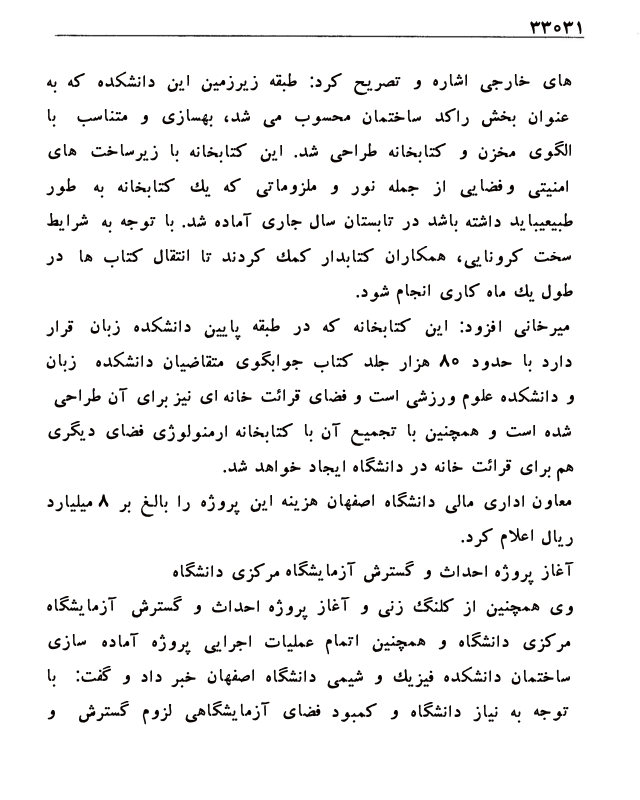 ۳۳۰۳۱
های خارجی اشاره و تصریح کرد: طبقه زیرزمین این دانشکده که به
عنوان بخش راکد ساختمان محسوب می شد، بهسازی و متناسب با
الگوی مخزن و کتابخانه طراحی شد. این کتابخانه با زیرساخت های
امنیتی وفضایی از جمله نور و ملزوماتی که یك کتابخانه به طور
طبیعیباید داشته باشد در تابستان سال جاری آماده شد. با توجه به شرایط
سخت کرونایی، همکاران کتابدار کمك کردند تا انتقال کتاب ها در
طول یك ماه کاری انجام شود.
میرخانی افزود: این کتابخانه که در طبقه پایین دانشکده زبان قرار
دارد با حدود ۸۰ هزار جلد کتاب جوابگوی متقاضیان دانشکده زبان
و دانشکده علوم ورزشی است و فضای قرائت خانه ای نیز برای آن طراحی
شده است و همچنین با تجمیع آن با کتابخانه ارمنولوژی فضای دیگری
هم برای قرائت خانه در دانشگاه ایجاد خواهد شد.
معاون اداری مالی دانشگاه اصفهان هزینه این پروژه را بالغ بر ۸ میلیارد
ریال اعلام کرد.
آغاز پروژه احداث و گسترش آزمایشگاه مرکزی دانشگاه
وی همچنین از کلنگ زنی و آغاز پروژه احداث و گسترش آزمایشگاه
مرکزی دانشگاه و همچنین اتمام عملیات اجرایی پروژه آماده سازی
ساختمان دانشکده فیزیك و شیمی دانشگاه اصفهان خبر داد و گفت: با
توجه به نیاز دانشگاه و کمبود فضای آزمایشگاهی لزوم گسترش و